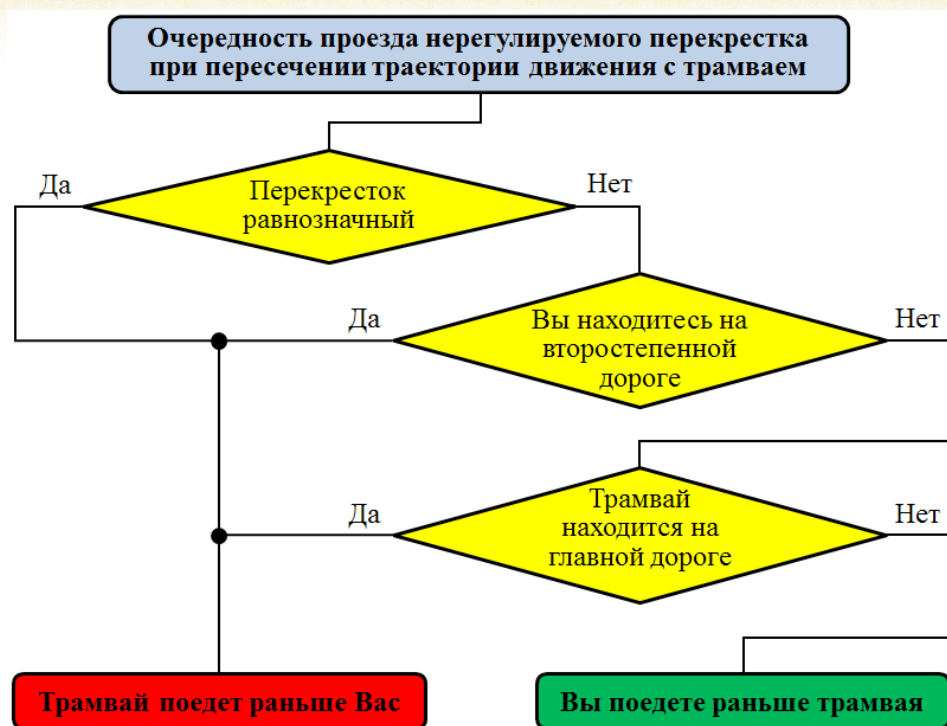 Очередность проезда нерегулируемого перекрестка
при пересечении траектории движения с трамваем
Да
Перекресток
равнозначный
Нет
Да
Вы находитесь на
второстепенной
дороге
Нет
Да
Трамвай
находится на
главной дороге
Нет
Трамвай поедет раньше Вас
Вы поедете раньше трамвая